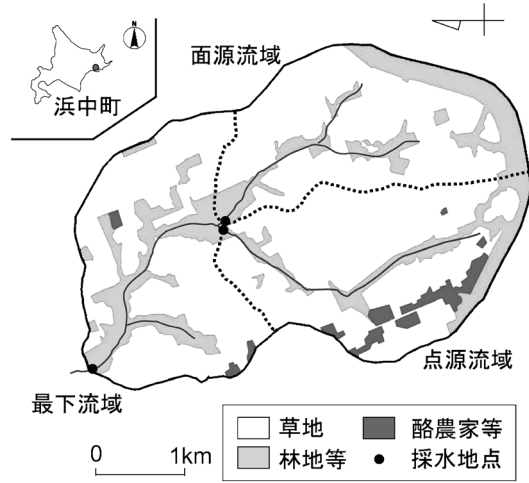 N
浜中町
面源流域
点源流域
最下流域
草地
酪農家等
林地等
採水地点
0 1km